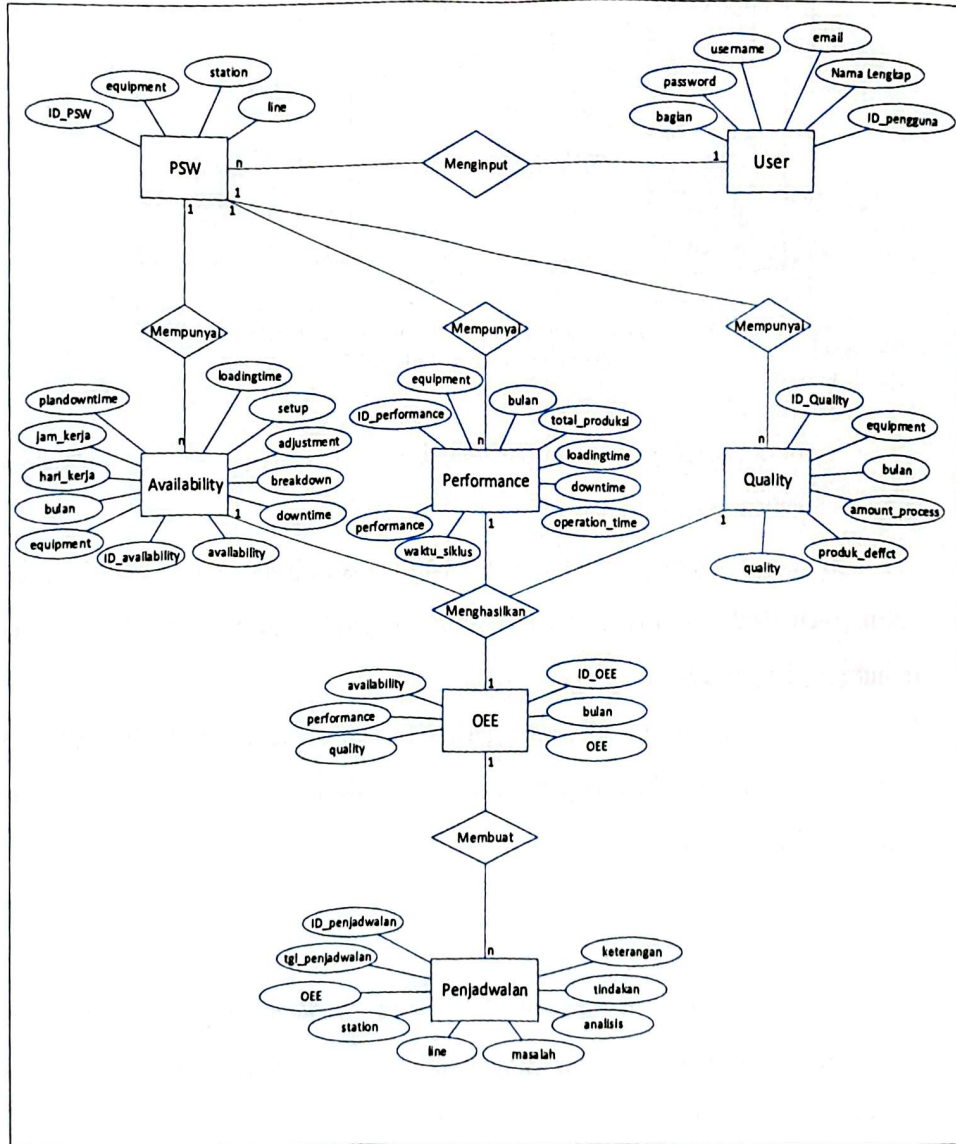 station
email
username
equipment
Nama Lengkap
password
line
ID_PSW
bagian
ID_pengguna
PSW
n
Menginput
1
User
1
1
1
Mempunyai
Mempunyai
Mempunyai
loadingtime
equipment
plandowntime
bulan
ID_Quality
setup
ID_performance
total_produksi
equipment
jam_kerja
adjustment
n
n
n
loadingtime
hari_kerja
Availability
breakdown
Performance
Quality
bulan
bulan
downtime
amount_process
downtime
1
1
1
equipment
performance
operation_time
ID_availability
availability
waktu_siklus
produk_deffct
quality
Menghasilkan
1
availability
ID_OEE
performance
OEE
bulan
quality
OEE
1
Membuat
ID_penjadwalan
n
keterangan
tgl_penjadwalan
Penjadwalan
tindakan
OEE
station
analisis
line
masalah